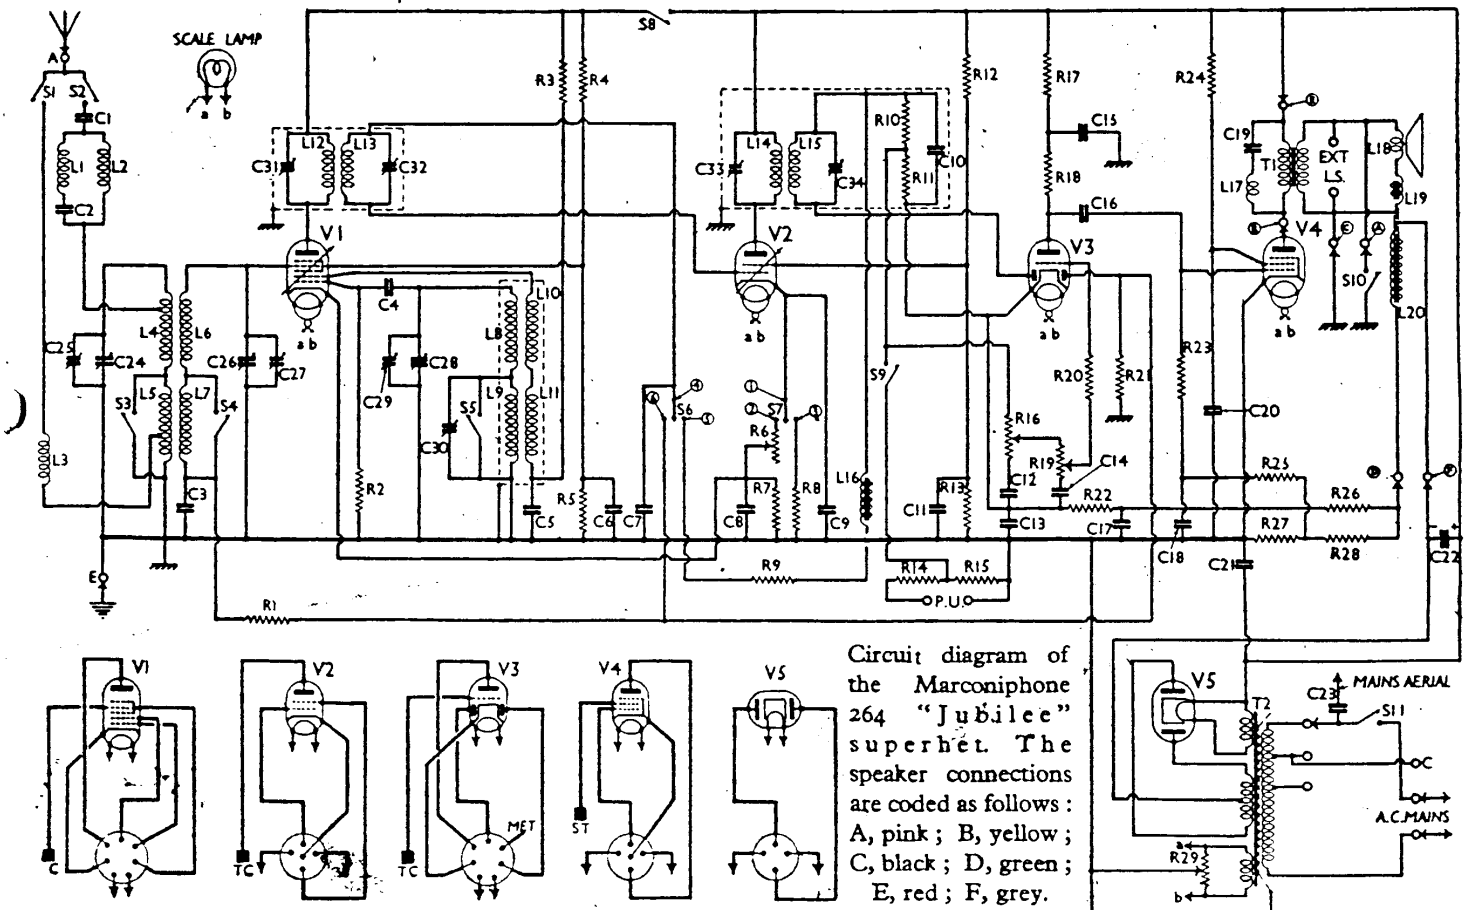 SCALE LAMP
S8
A
S1 S2
a b
C1
L1 L2
C2
R3 R4
L12 L13
C31 C32
L14 L15
C33 C34
R10
R11
C10
R12
R17
C15
R18
C16
R24
C19
T1
L17
EXT
L.S.
L18
L19
V1
V2
V3
V4
a b
a b
a b
a b
S10
L20
C4
L10
L8
L4 L6
C25 C24
C26 C27
L5 L7
S3 S4
C29 C28
L9 L11
C30 S5
L3
C3
R2
C5
R5
C6 C7
S6
S7
R6
R7 R8
C8 C9
L16
S9
C11 R13
R16
R19
R20
R21
C12 C14
C13
R22
C17
R23
C18
C20
R25 R26
R27 R28
C21
C22
E
R1
R9
R14 R15
P.U.
V1 V2 V3 V4 V5
C TC TC ST
MET
Circuit diagram of
the Marconiphone
264 "Jubilee"
superhet. The
speaker connections
are coded as follows :
A, pink ; B, yellow ;
C, black ; D, green ;
E, red ; F, grey.
V5
T2
C23 MAINS AERIAL
S11
C
A.C. MAINS
a
R29
b